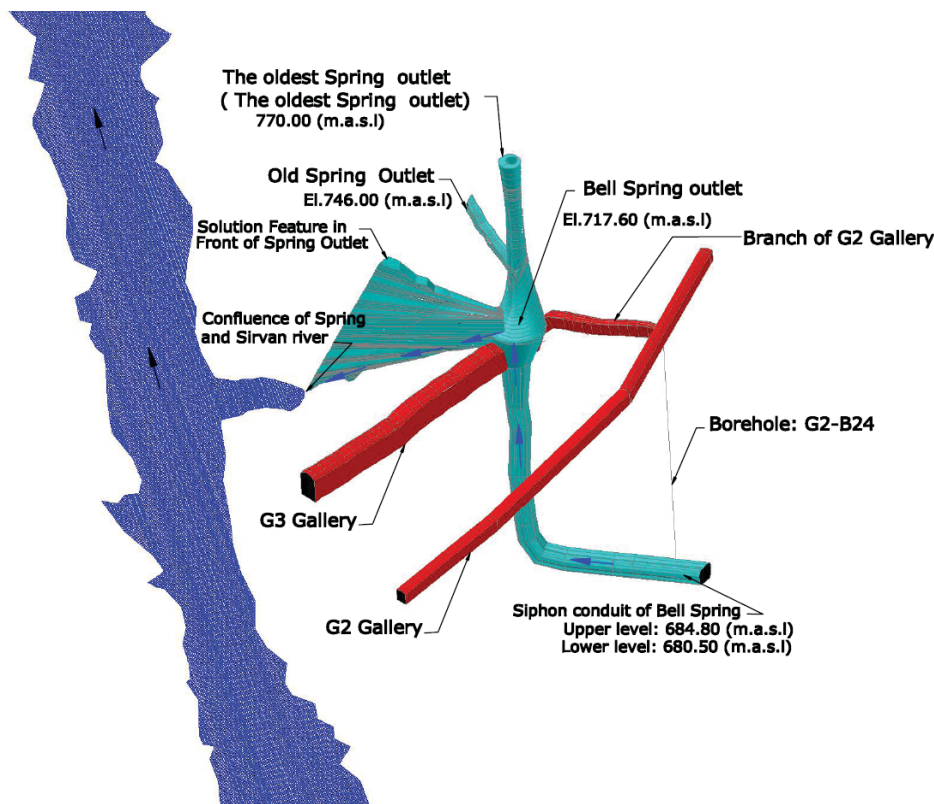 The oldest Spring outlet
( The oldest Spring outlet)
770.00 (m.a.s.l)
Old Spring Outlet
El.746.00 (m.a.s.l)
Bell Spring outlet
El.717.60 (m.a.s.l)
Solution Feature in
Front of Spring Outlet
Branch of G2 Gallery
Confluence of Spring
and Sirvan river
Borehole: G2-B24
G3 Gallery
G2 Gallery
Siphon conduit of Bell Spring
Upper level: 684.80 (m.a.s.l)
Lower level: 680.50 (m.a.s.l)